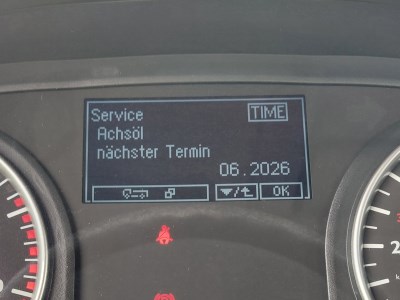 Service TIME
Achsöl
nächster Termin
06.2026
OK